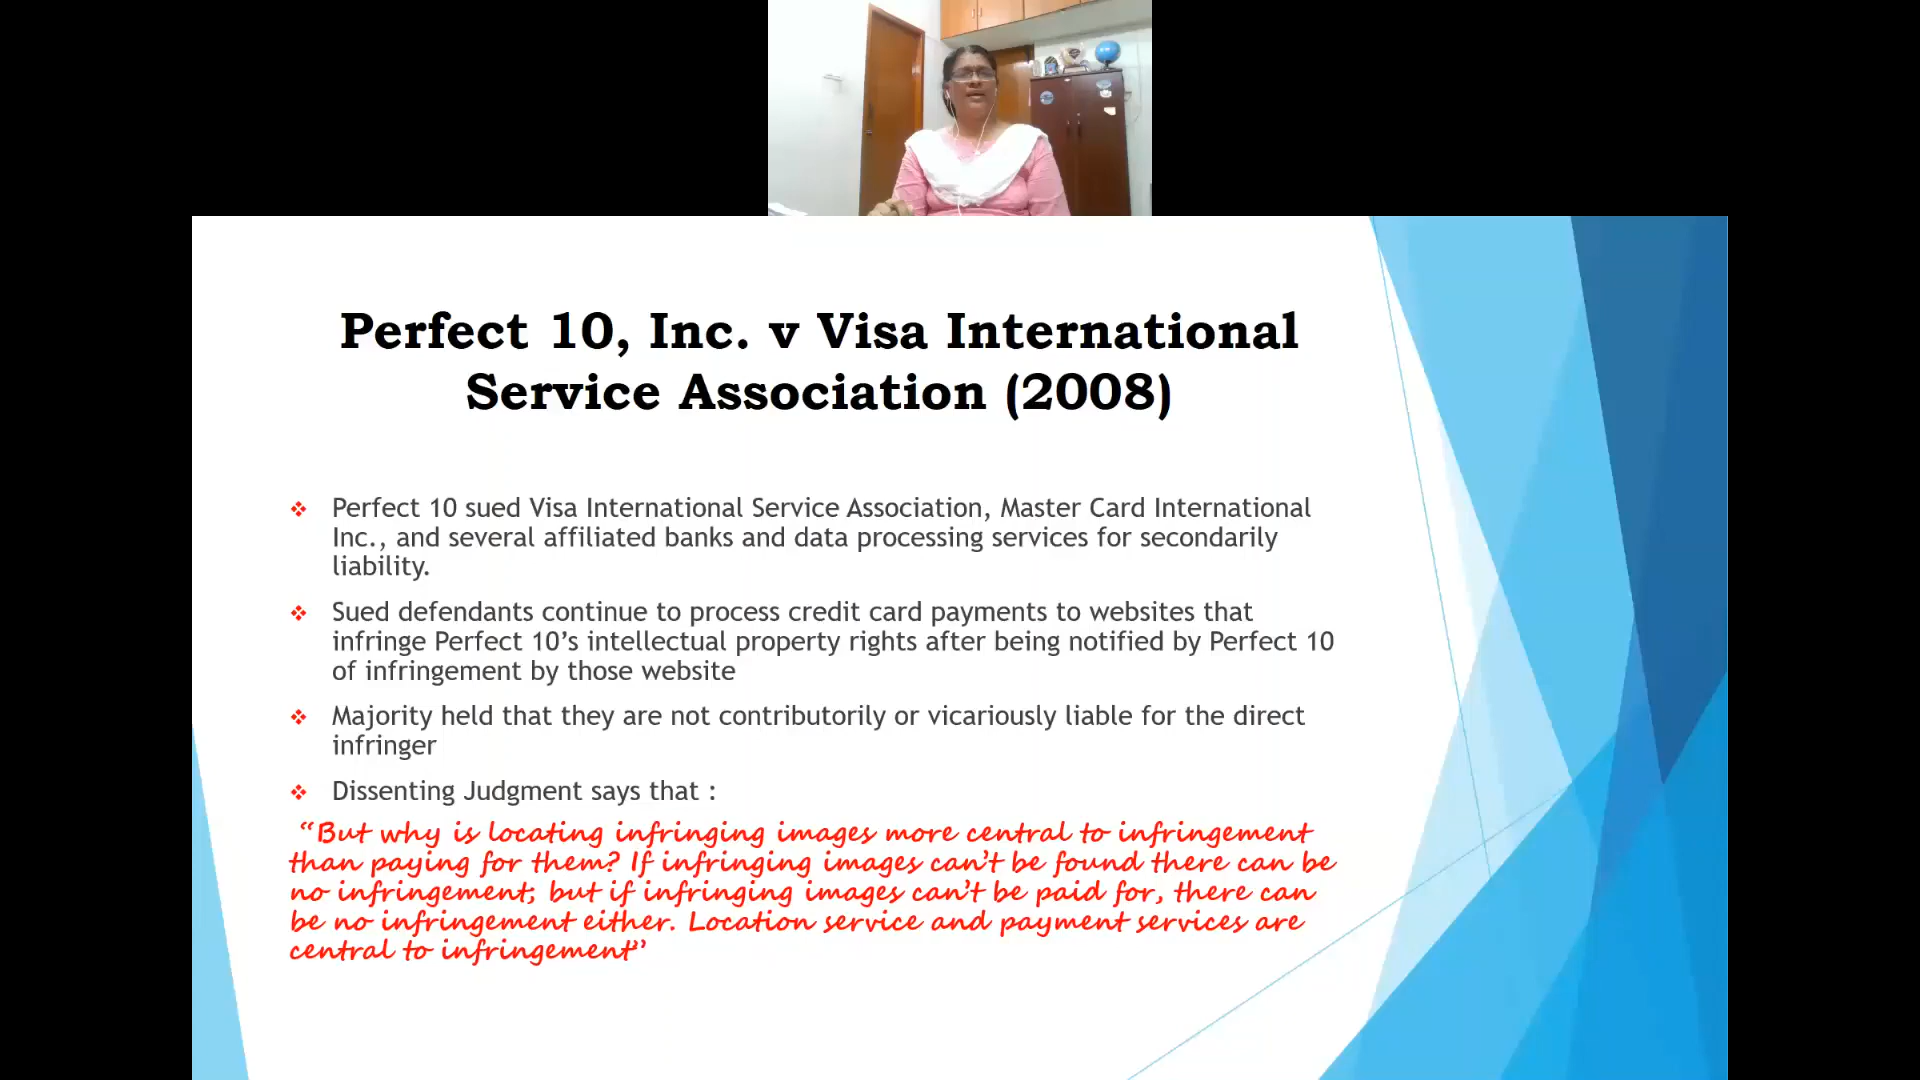 Perfect 10, Inc. v Visa International
Service Association (2008)
Perfect 10 sued Visa International Service Association, Master Card International
Inc., and several affiliated banks and data processing services for secondarily
liability.
Sued defendants continue to process credit card payments to websites that
infringe Perfect 10’s intellectual property rights after being notified by Perfect 10
of infringement by those website
Majority held that they are not contributorily or vicariously liable for the direct
infringer
Dissenting Judgment says that :
“But why is locating infringing images more central to infringement
than paying for them? If infringing images can’t be found there can be
no infringement; but if infringing images can’t be paid for, there can
be no infringement either. Location service and payment services are
central to infringement”’